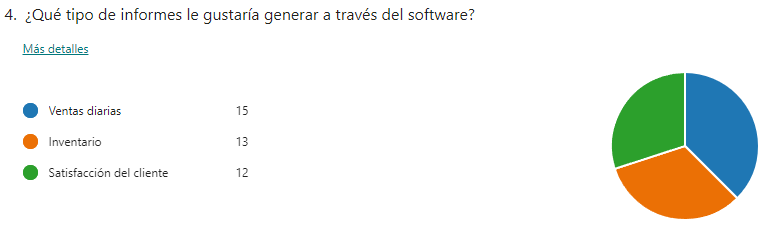 4. ¿Qué tipo de informes le gustaría generar a través del software?
Más detalles
Ventas diarias 15
Inventario 13
Satisfacción del cliente 12